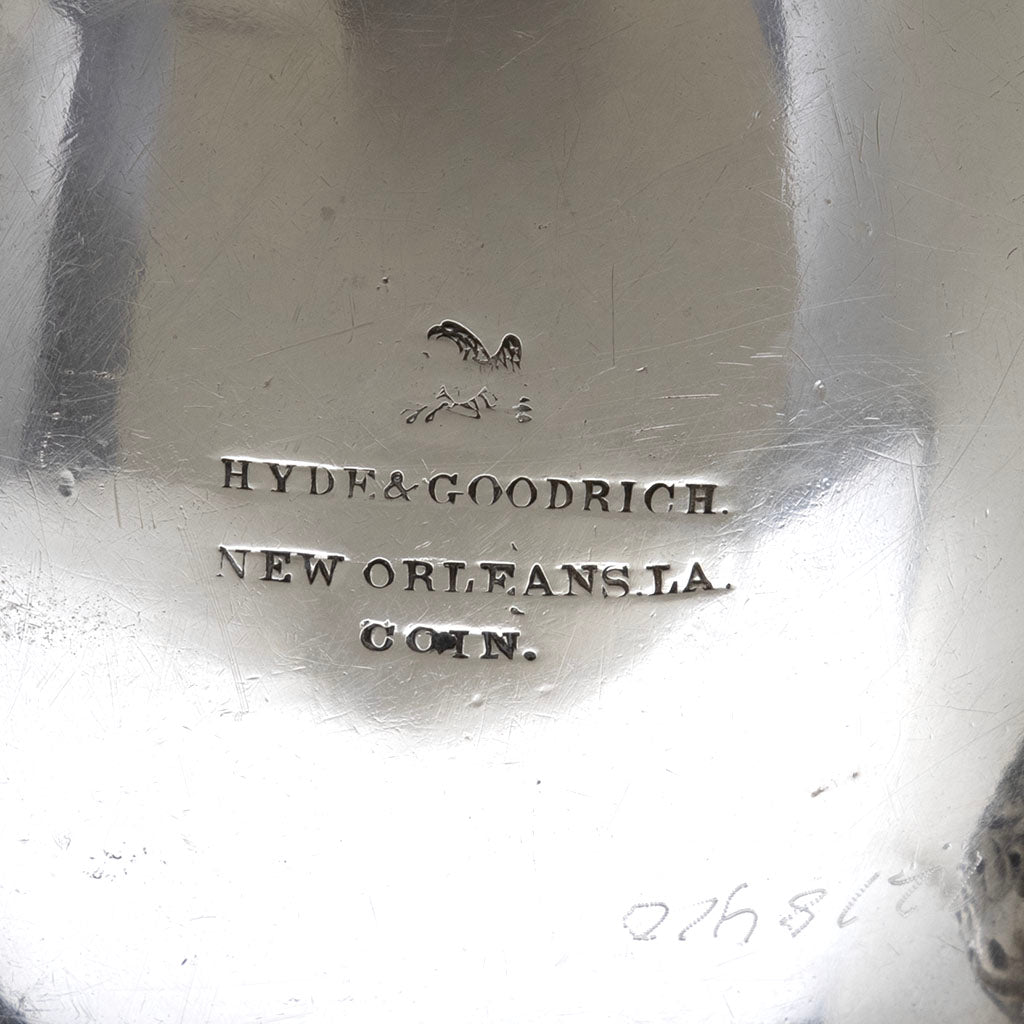 HYDE & GOODRICH.
NEW ORLEANS.LA.
COIN.